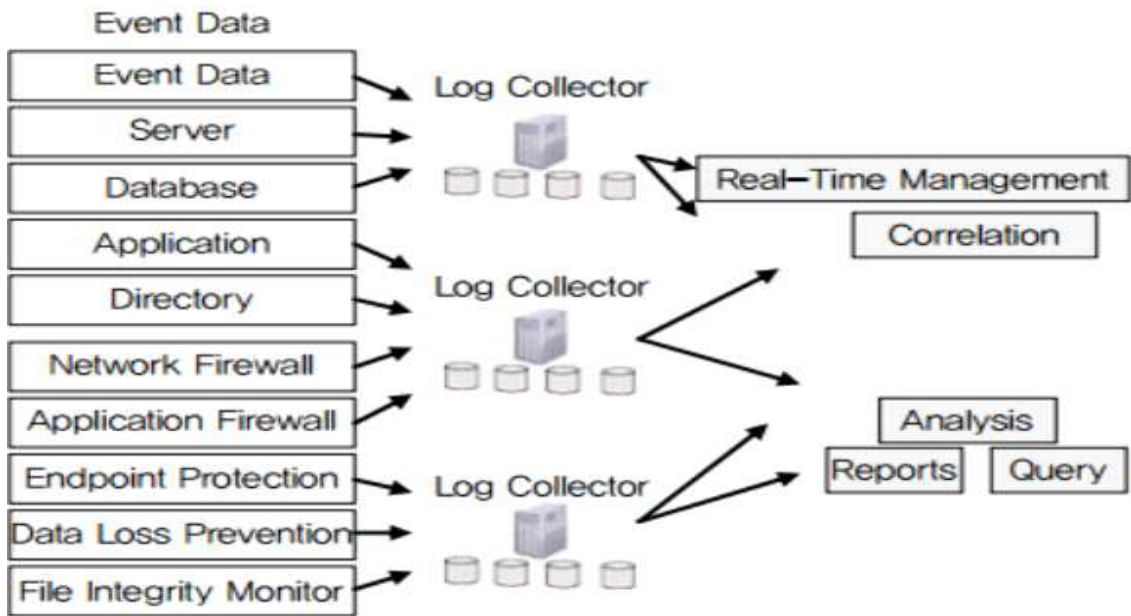 Event Data
Event Data
Server
Database
Application
Directory
Network Firewall
Application Firewall
Endpoint Protection
Data Loss Prevention
File Integrity Monitor
Log Collector
Log Collector
Log Collector
Real-Time Management
Correlation
Analysis
Reports Query